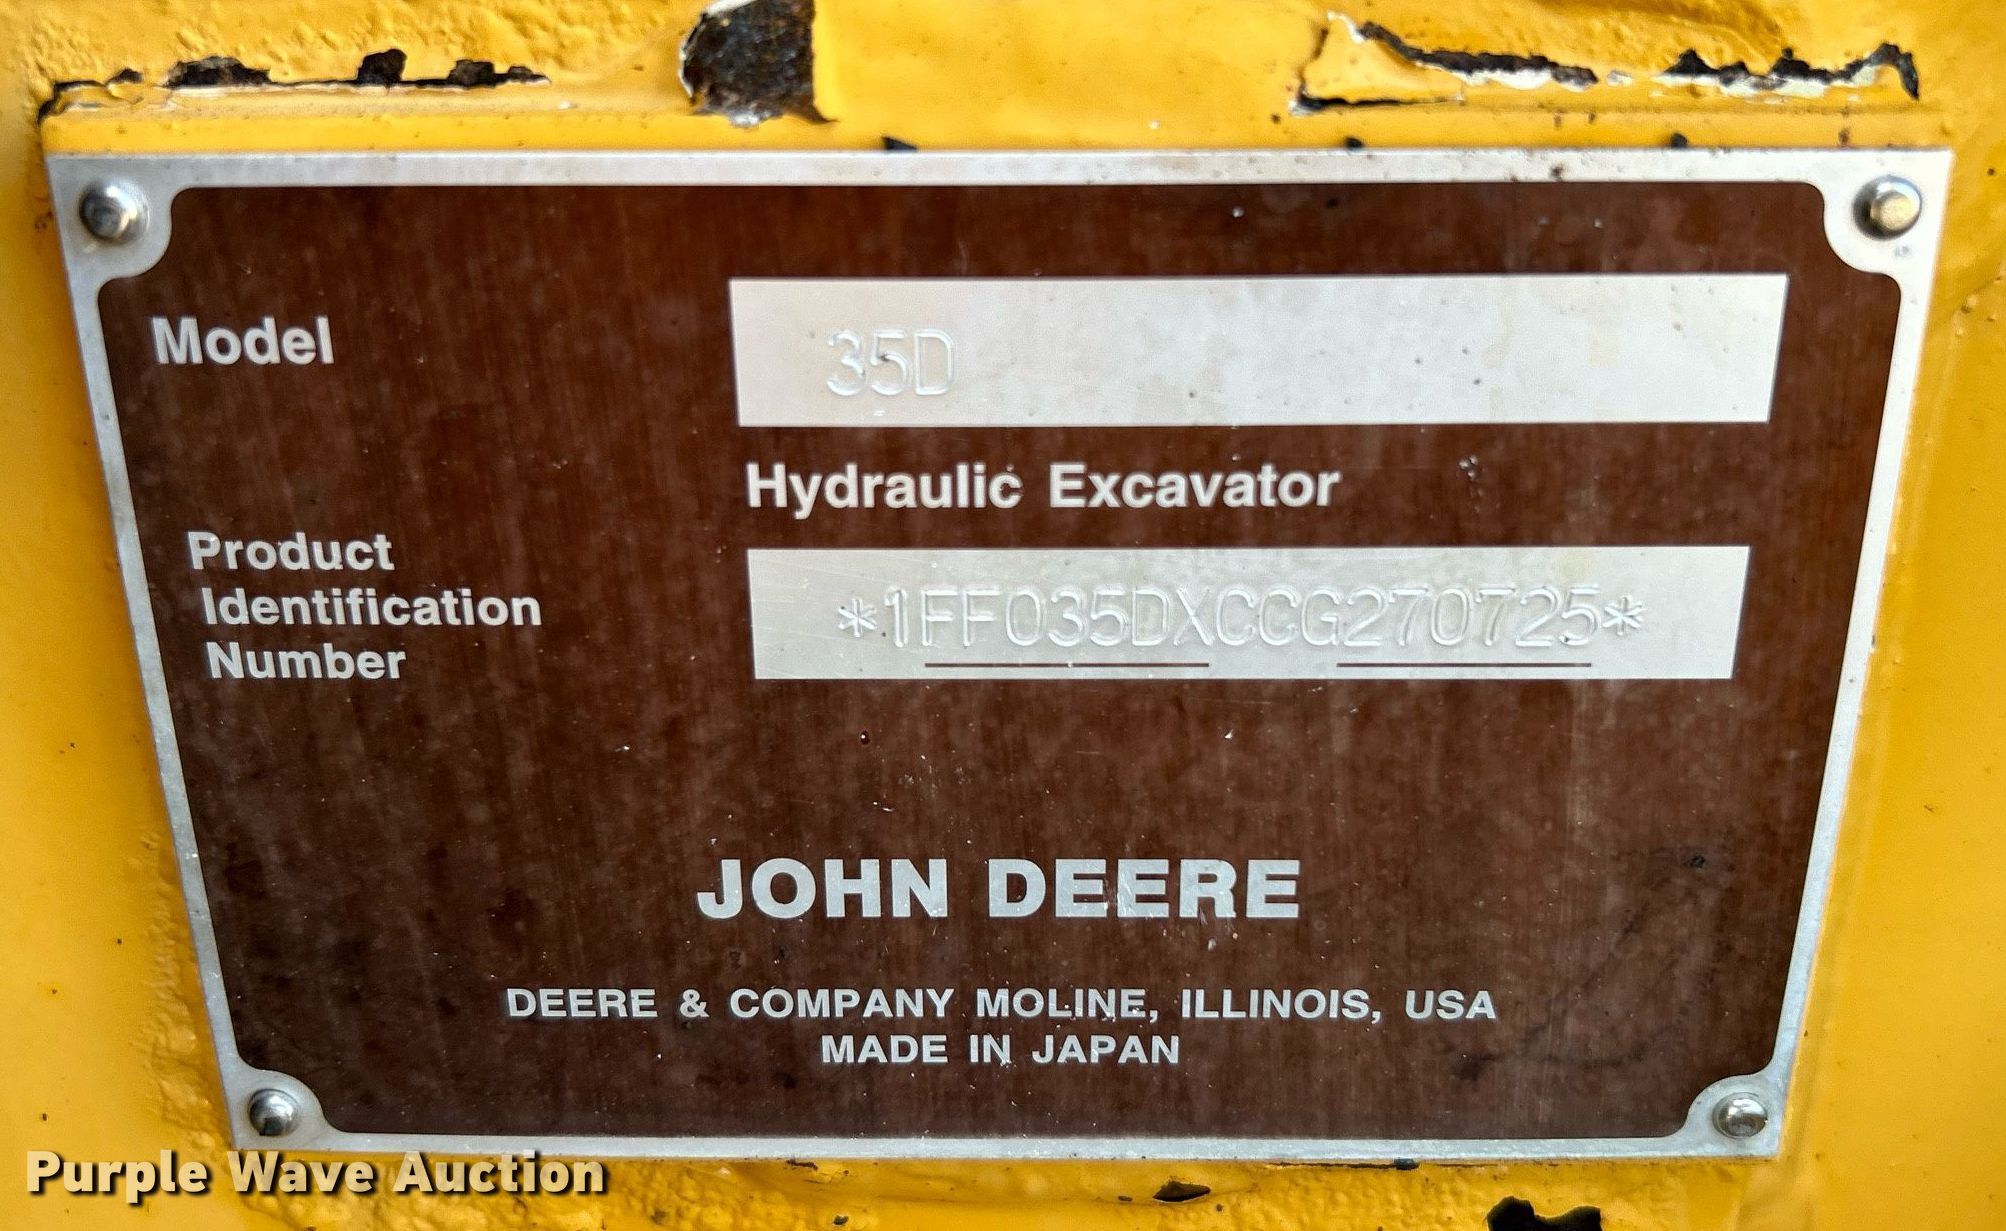 Model
35D
Hydraulic Excavator
Product
Identification
Number
*1FF035DXCCG270725*
JOHN DEERE
DEERE & COMPANY MOLINE, ILLINOIS, USA
MADE IN JAPAN
Purple Wave Auction